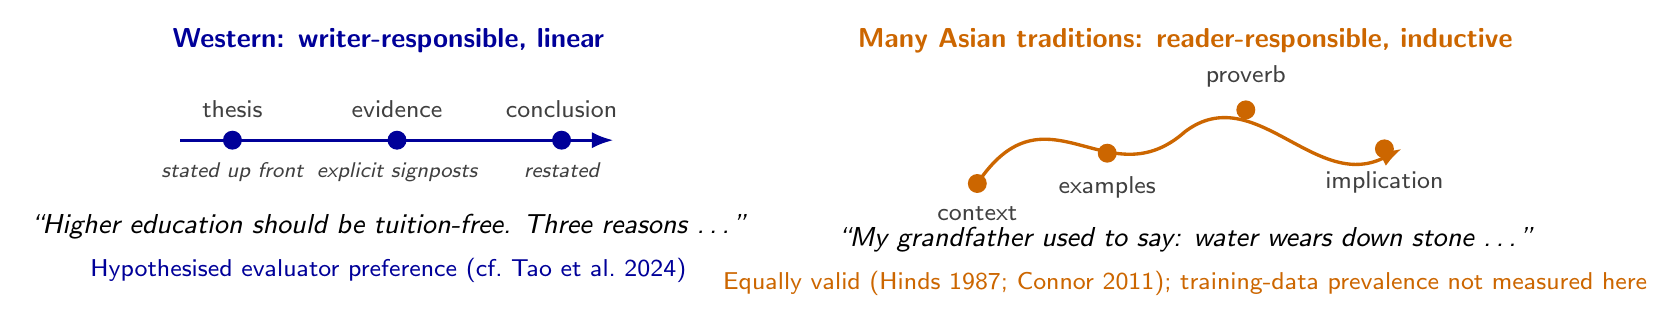 Western: writer-responsible, linear
thesis evidence conclusion
stated up front explicit signposts restated
“Higher education should be tuition-free. Three reasons …”
Hypothesised evaluator preference (cf. Tao et al. 2024)
Many Asian traditions: reader-responsible, inductive
proverb
examples
implication
context
“My grandfather used to say: water wears down stone …”
Equally valid (Hinds 1987; Connor 2011); training-data prevalence not measured here